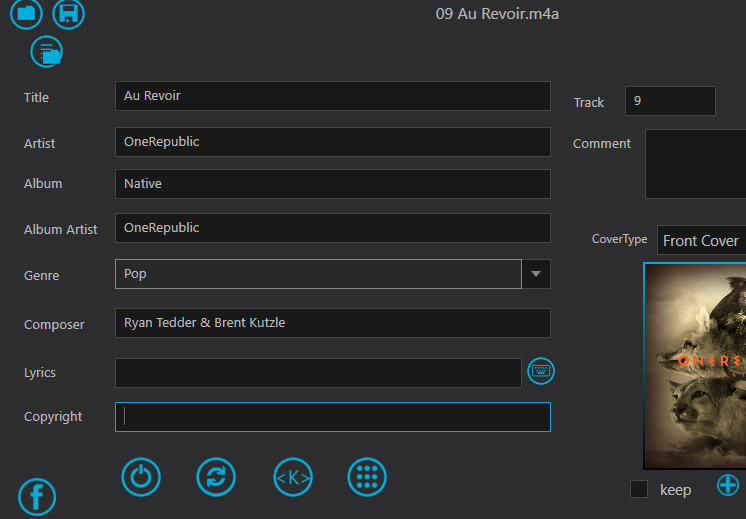 09 Au Revoir.m4a
Title
Au Revoir
Track
9
Artist
OneRepublic
Comment
Album
Native
Album Artist
OneRepublic
CoverType
Front Cover
Genre
Pop
Composer
Ryan Tedder & Brent Kutzle
Lyrics
Copyright
<K>
f
keep